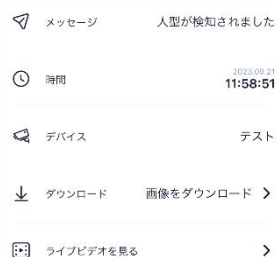 メッセージ 人型が検知されました
2023.09.21
時間 11:58:51
デバイス テスト
ダウンロード 画像をダウンロード
ライブビデオを見る